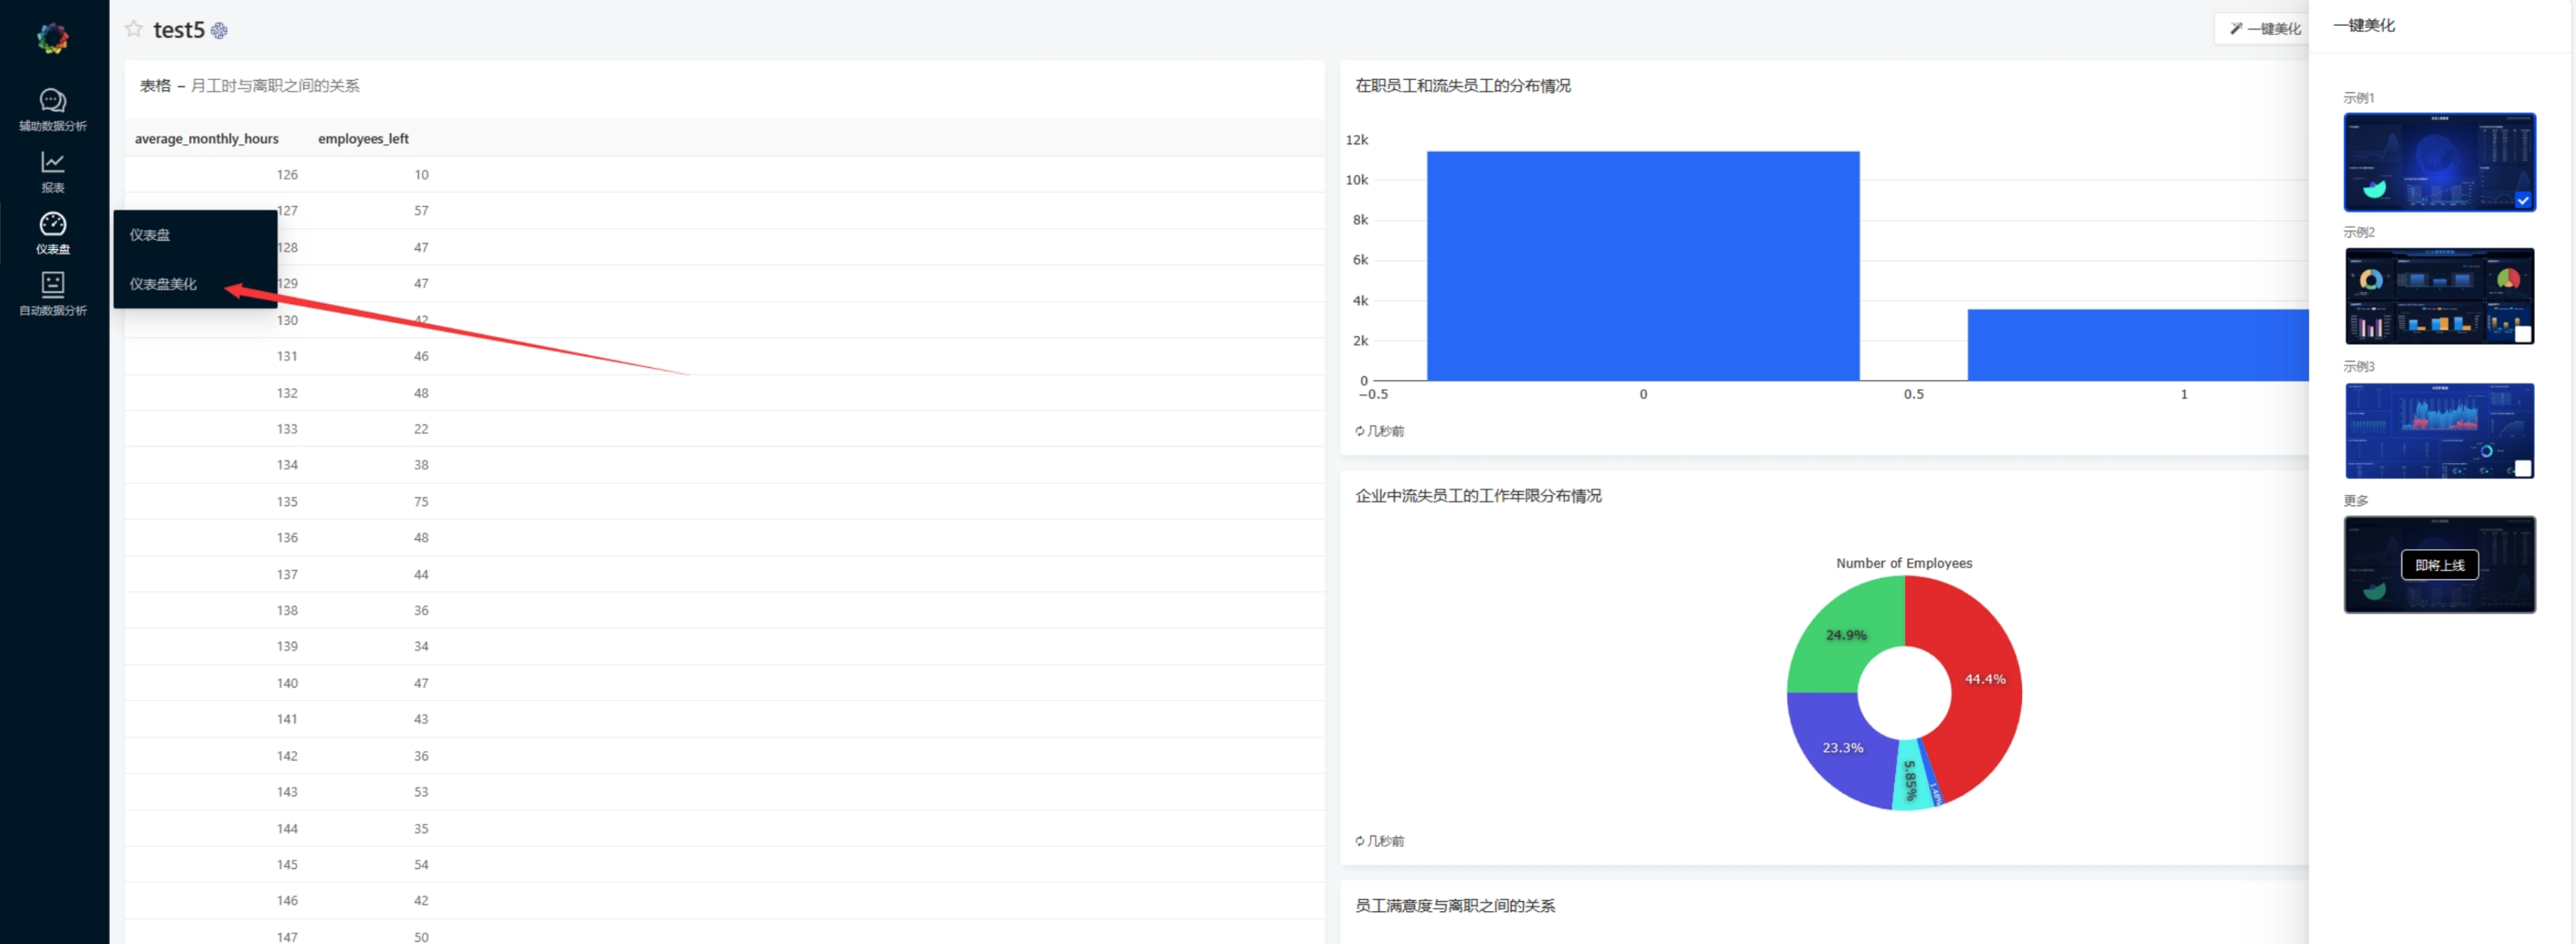 辅助数据分析
报表
仪表盘
自动数据分析
仪表盘
仪表盘美化
test5
一键美化
表格 – 月工时与离职之间的关系
average_monthly_hours employees_left
126 10
127 57
128 47
129 47
130 42
131 46
132 48
133 22
134 38
135 75
136 48
137 44
138 36
139 34
140 47
141 43
142 36
143 53
144 35
145 54
146 42
147 50
在职员工和流失员工的分布情况
12k
10k
8k
6k
4k
2k
0
−0.5 0 0.5 1
几秒前
企业中流失员工的工作年限分布情况
Number of Employees
24.9%
44.4%
23.3%
5.85%
1.48%
几秒前
员工满意度与离职之间的关系
一键美化
示例1
示例2
示例3
更多
即将上线